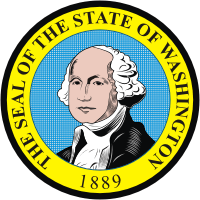 THE SEAL OF THE STATE OF WASHINGTON
1889